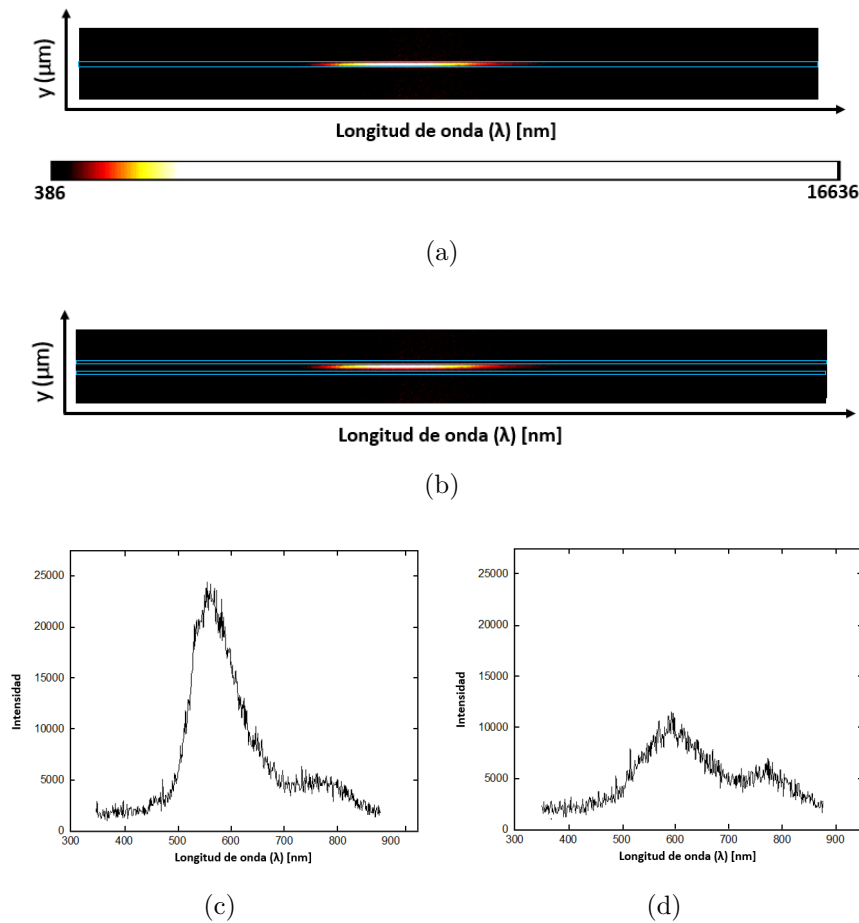 y (μm)
Longitud de onda (λ) [nm]
386 16636
(a)
y (μm)
Longitud de onda (λ) [nm]
(b)
25000
20000
15000
10000
5000
0
Intensidad
300 400 500 600 700 800 900
Longitud de onda (λ) [nm]
(c)
25000
20000
15000
10000
5000
0
Intensidad
300 400 500 600 700 800 900
Longitud de onda (λ) [nm]
(d)